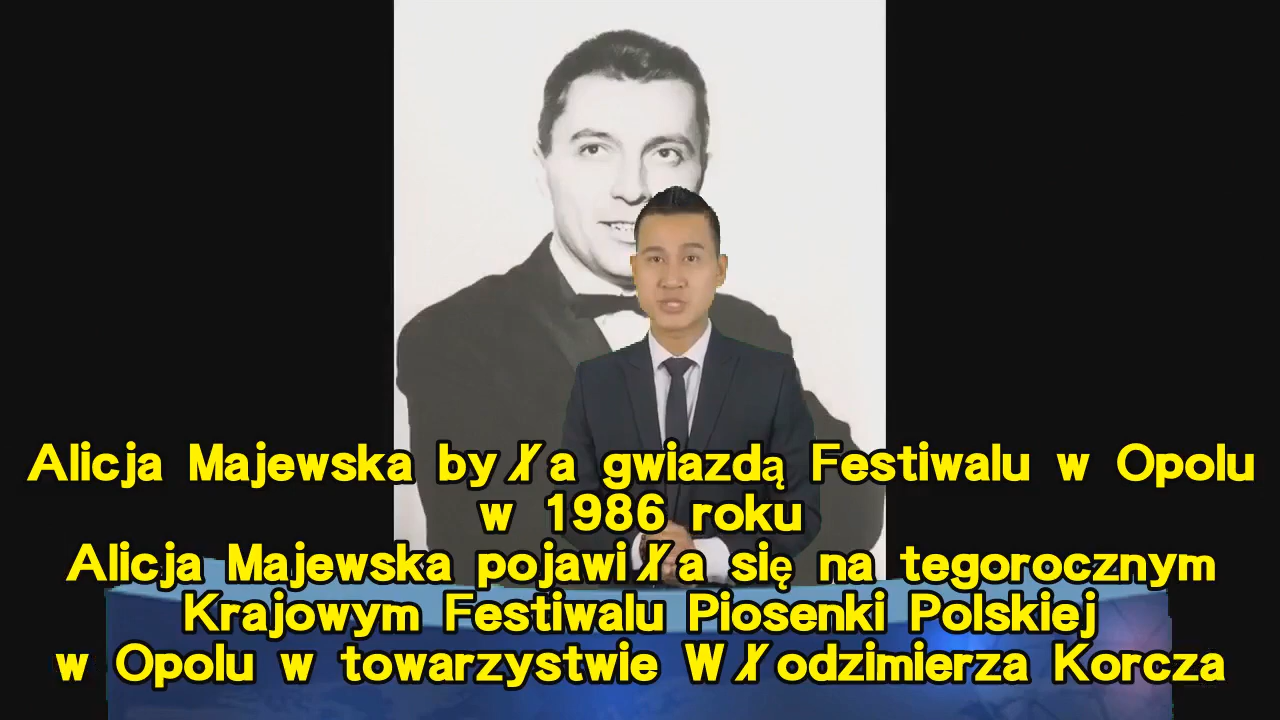 Alicja Majewska była gwiazdą Festiwalu w Opolu
w 1986 roku
Alicja Majewska pojawiła się na tegorocznym
Krajowym Festiwalu Piosenki Polskiej
w Opolu w towarzystwie Włodzimierza Korcza